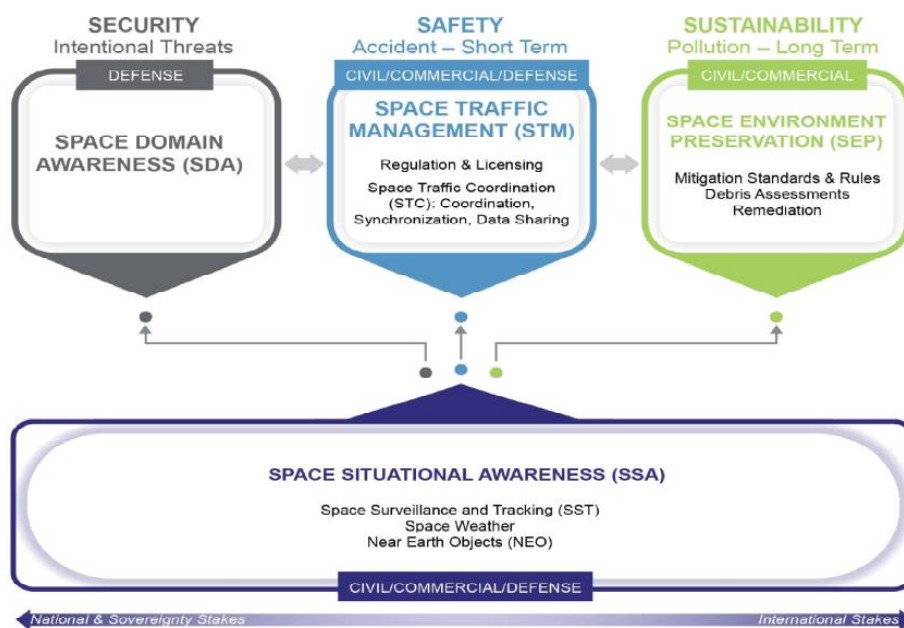 SECURITY
Intentional Threats
DEFENSE
SPACE DOMAIN
AWARENESS (SDA)
SAFETY
Accident – Short Term
CIVIL/COMMERCIAL/DEFENSE
SPACE TRAFFIC
MANAGEMENT (STM)
Regulation & Licensing
Space Traffic Coordination
(STC): Coordination,
Synchronization, Data Sharing
SUSTAINABILITY
Pollution – Long Term
CIVIL/COMMERCIAL
SPACE ENVIRONMENT
PRESERVATION (SEP)
Mitigation Standards & Rules
Debris Assessments
Remediation
SPACE SITUATIONAL AWARENESS (SSA)
Space Surveillance and Tracking (SST)
Space Weather
Near Earth Objects (NEO)
CIVIL/COMMERCIAL/DEFENSE
National & Sovereignty Stakes
International Stakes